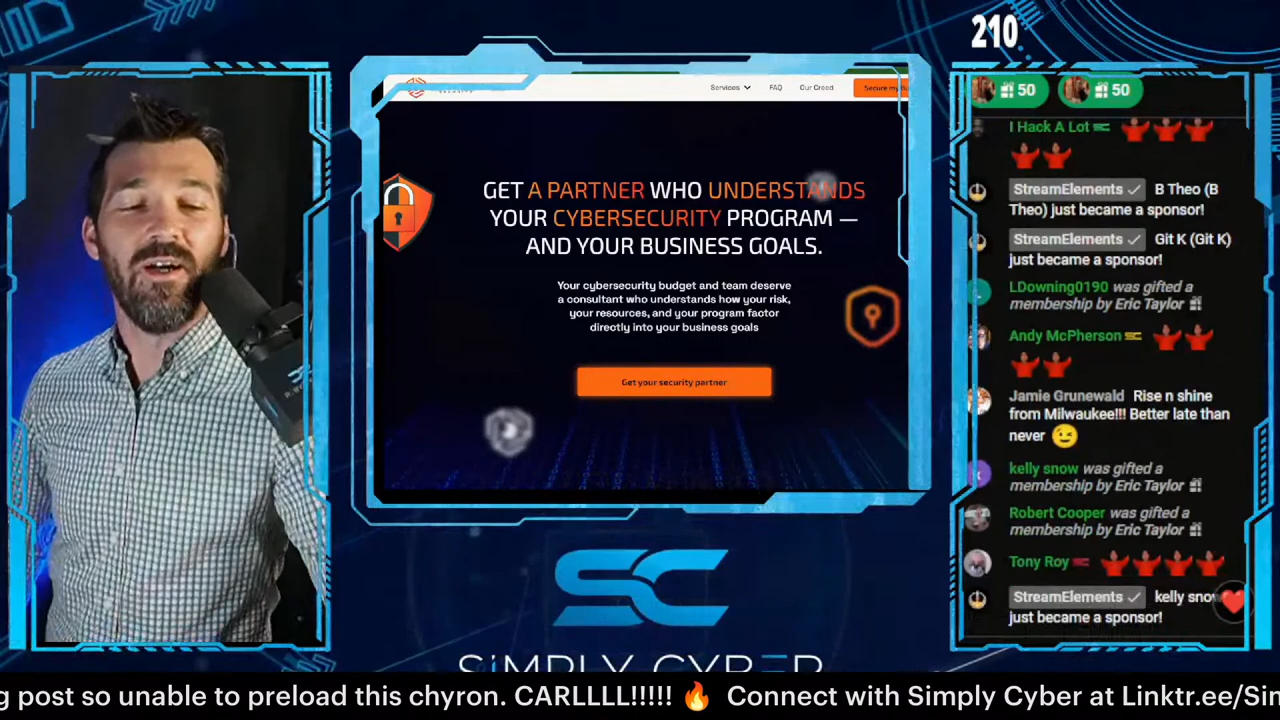 210
Services FAQ Our Creed Secure my
GET A PARTNER WHO UNDERSTANDS
YOUR CYBERSECURITY PROGRAM —
AND YOUR BUSINESS GOALS.
Your cybersecurity budget and team deserve
a consultant who understands how your risk,
your resources, and your program factor
directly into your business goals
Get your security partner
SC
SIMPLY CYBER
50 50
I Hack A Lot
StreamElements B Theo (B
Theo) just became a sponsor!
StreamElements Git K (Git K)
just became a sponsor!
LDowning0190 was gifted a
membership by Eric Taylor
Andy McPherson
Jamie Grunewald Rise n shine
from Milwaukee!!! Better late than
never 😉
kelly snow was gifted a
membership by Eric Taylor
Robert Cooper was gifted a
membership by Eric Taylor
Tony Roy
StreamElements kelly snow
just became a sponsor!
g post so unable to preload this chyron. CARLLLL!!!!! 🔥 Connect with Simply Cyber at Linktr.ee/Sim